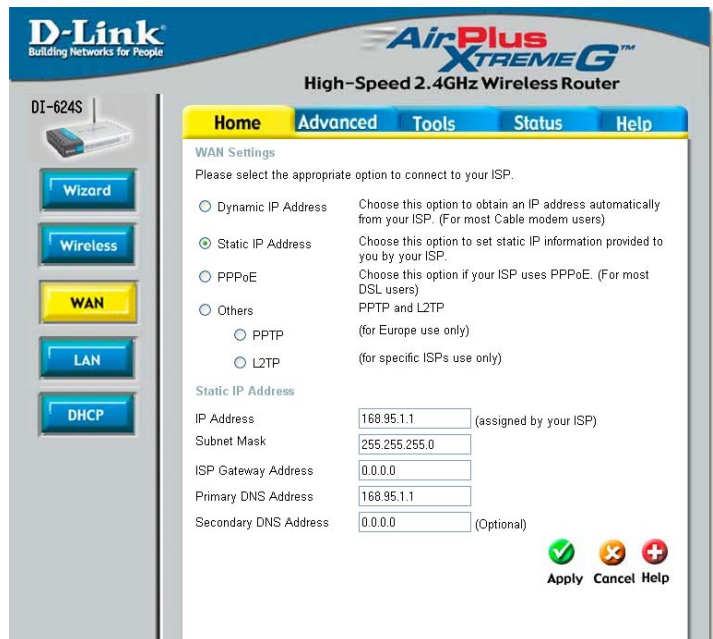 D-Link
Building Networks for People
AirPlus
XTREME G™
High-Speed 2.4GHz Wireless Router
DI-624S
Home Advanced Tools Status Help
Wizard
Wireless
WAN
LAN
DHCP
WAN Settings
Please select the appropriate option to connect to your ISP.
Dynamic IP Address Choose this option to obtain an IP address automatically
from your ISP. (For most Cable modem users)
Static IP Address Choose this option to set static IP information provided to
you by your ISP.
PPPoE Choose this option if your ISP uses PPPoE. (For most
DSL users)
Others PPTP and L2TP
PPTP (for Europe use only)
L2TP (for specific ISPs use only)
Static IP Address
IP Address 168.95.1.1 (assigned by your ISP)
Subnet Mask 255.255.255.0
ISP Gateway Address 0.0.0.0
Primary DNS Address 168.95.1.1
Secondary DNS Address 0.0.0.0 (Optional)
Apply Cancel Help